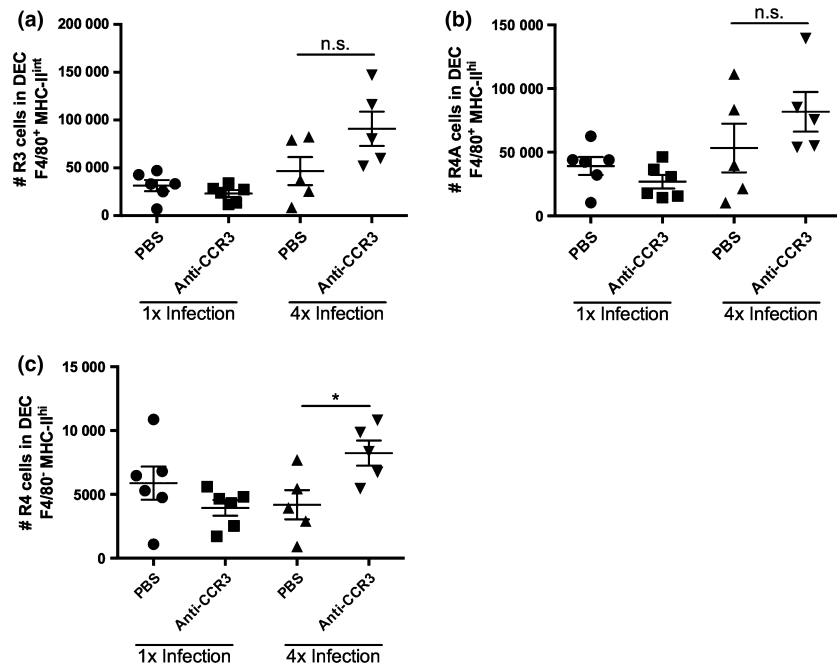 (a)
# R3 cells in DEC
F4/80⁺ MHC-IIⁱⁿᵗ
200 000
150 000
100 000
50 000
0
n.s.
PBS
Anti-CCR3
PBS
Anti-CCR3
1x Infection
4x Infection
(b)
# R4A cells in DEC
F4/80⁺ MHC-IIʰⁱ
150 000
100 000
50 000
0
n.s.
PBS
Anti-CCR3
PBS
Anti-CCR3
1x Infection
4x Infection
(c)
# R4 cells in DEC
F4/80⁻ MHC-IIʰⁱ
15 000
10 000
5000
0
*
PBS
Anti-CCR3
PBS
Anti-CCR3
1x Infection
4x Infection